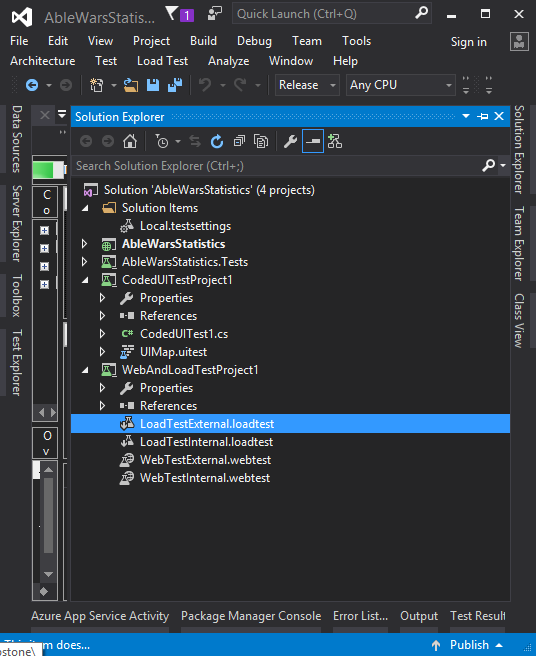 AbleWarsStatis...
1
Quick Launch (Ctrl+Q)
File Edit View Project Build Debug Team Tools
Sign in
Architecture Test Load Test Analyze Window Help
Release Any CPU
Data Sources
Server Explorer
Toolbox
Test Explorer
Co
Ov
Solution Explorer
Search Solution Explorer (Ctrl+;)
Solution 'AbleWarsStatistics' (4 projects)
Solution Items
Local.testsettings
AbleWarsStatistics
AbleWarsStatistics.Tests
CodedUITestProject1
Properties
References
C# CodedUITest1.cs
UIMap.uitest
WebAndLoadTestProject1
Properties
References
LoadTestExternal.loadtest
LoadTestInternal.loadtest
WebTestExternal.webtest
WebTestInternal.webtest
Solution Explorer
Team Explorer
Class View
Azure App Service Activity Package Manager Console Error List... Output Test Result
This item does...
Publish
ostone\